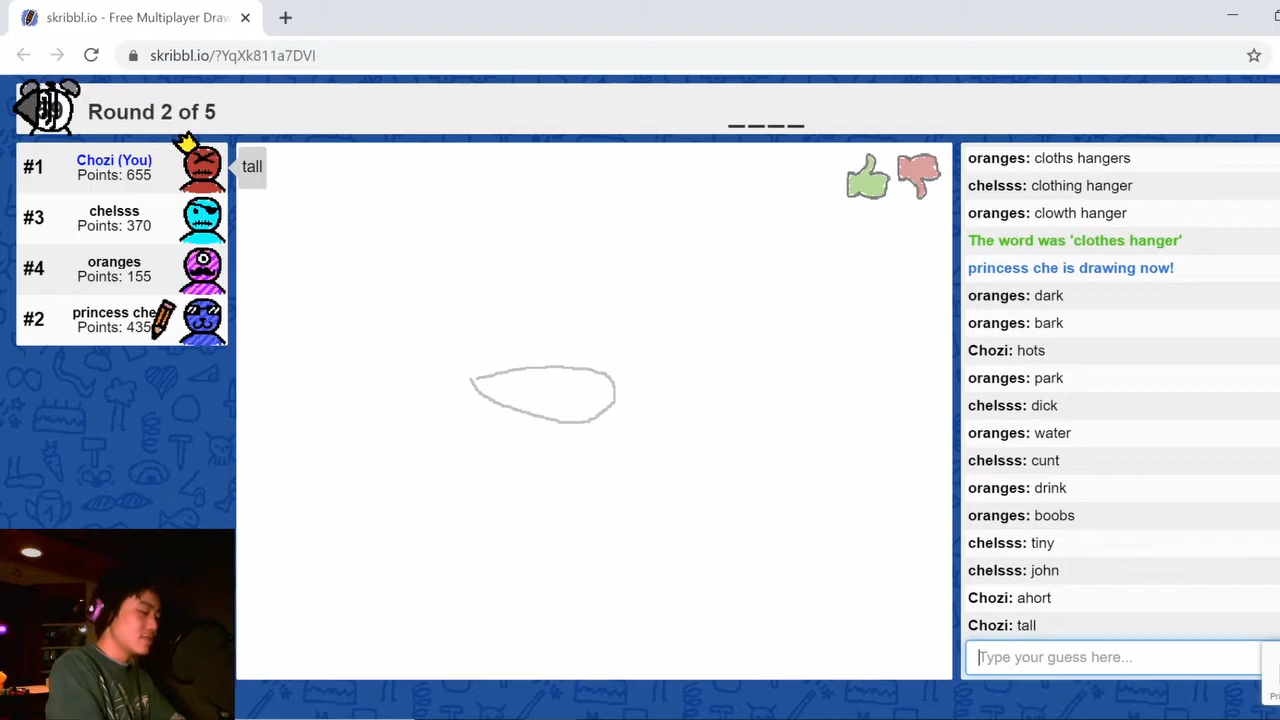 skribbl.io - Free Multiplayer Draw
skribbl.io/?YqXk811a7DVI
Round 2 of 5
____
#1
Chozi (You)
Points: 655
tall
#3
chelsss
Points: 370
#4
oranges
Points: 155
#2
princess che
Points: 435
oranges: cloths hangers
chelsss: clothing hanger
oranges: clowth hanger
The word was 'clothes hanger'
princess che is drawing now!
oranges: dark
oranges: bark
Chozi: hots
oranges: park
chelsss: dick
oranges: water
chelsss: cunt
oranges: drink
oranges: boobs
chelsss: tiny
chelsss: john
Chozi: ahort
Chozi: tall
Type your guess here...